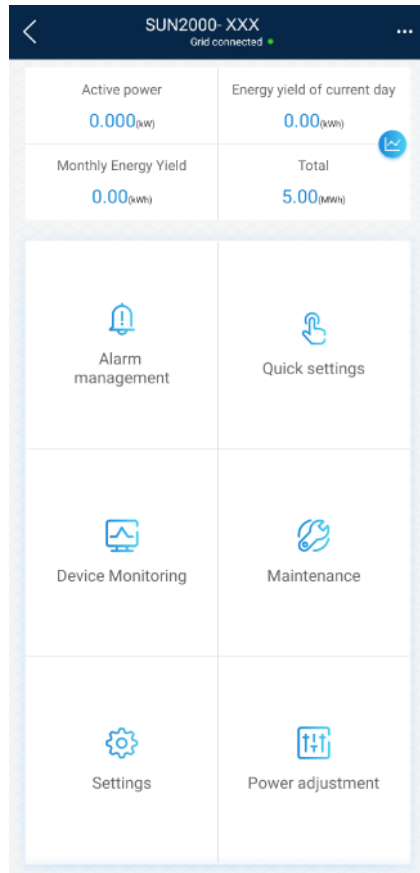 SUN2000- XXX
Grid connected
Active power
Energy yield of current day
0.000(kW)
0.00(kWh)
Monthly Energy Yield
Total
0.00(kWh)
5.00(MWh)
Alarm
management
Quick settings
Device Monitoring
Maintenance
Settings
Power adjustment